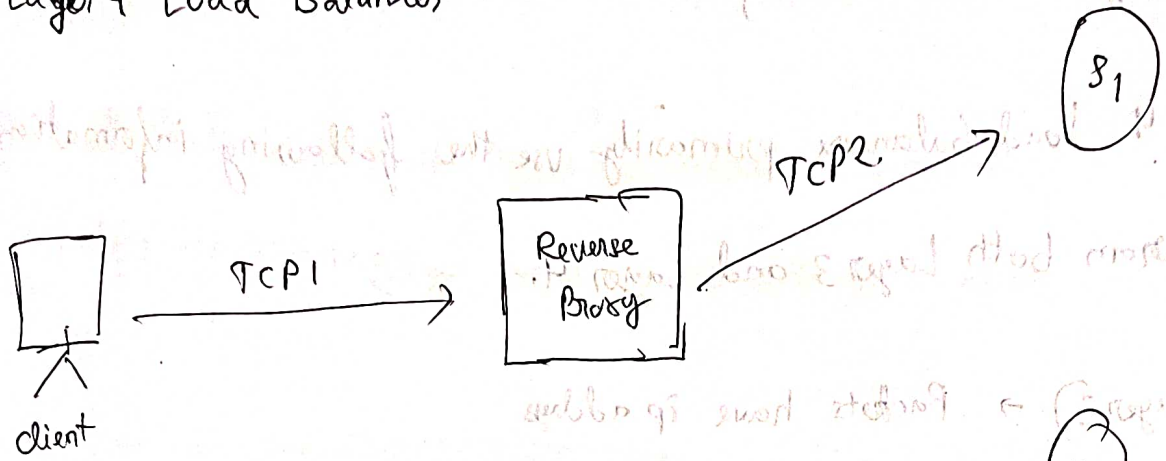 Layer 4 Load Balancer
S1
TCP2.
Reverse
Proxy
TCP1
client